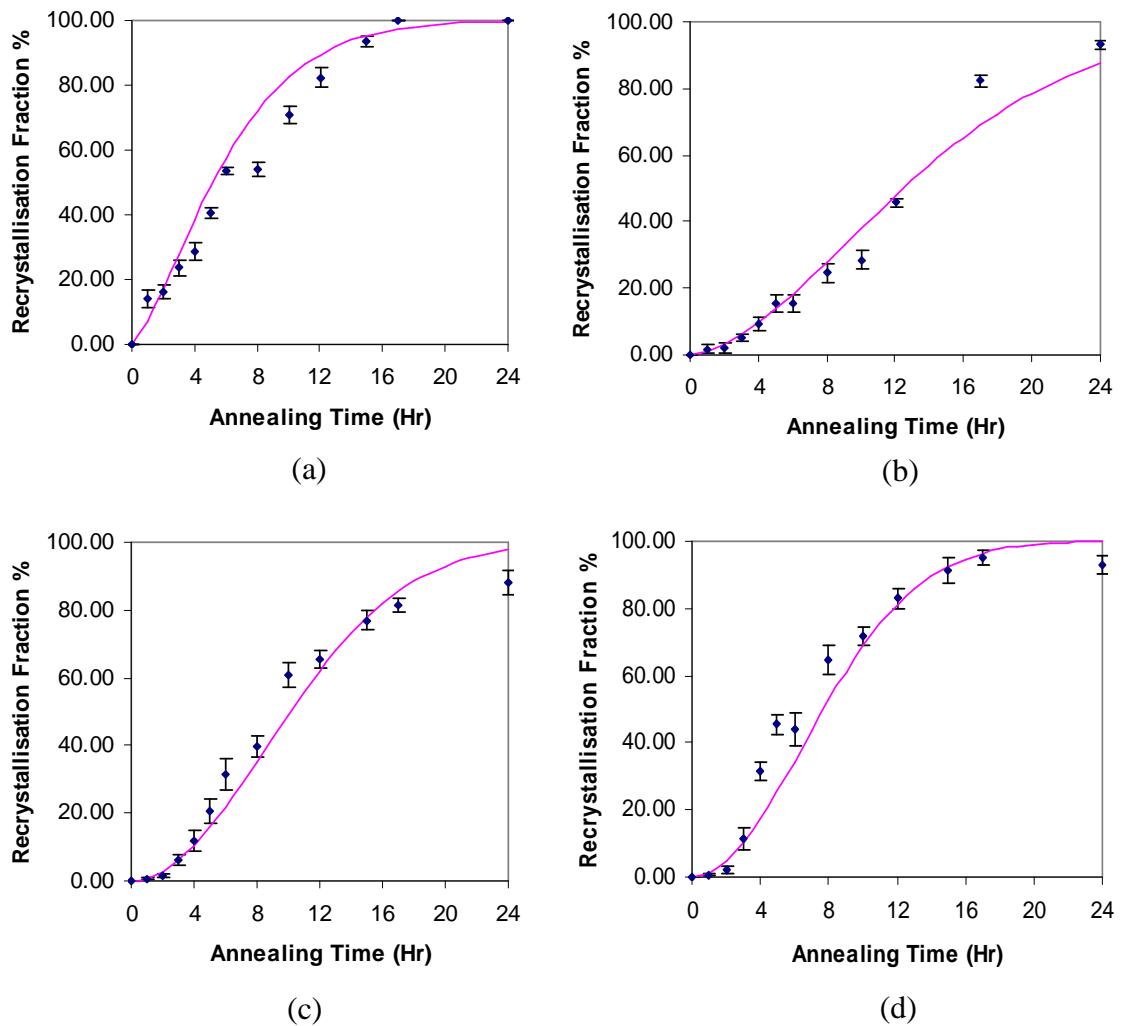 Recrystallisation Fraction %
100.00
80.00
60.00
40.00
20.00
0.00
0 4 8 12 16 20 24
Annealing Time (Hr)
(a)
Recrystallisation Fraction %
100.00
80.00
60.00
40.00
20.00
0.00
0 4 8 12 16 20 24
Annealing Time (Hr)
(b)
Recrystallisation Fraction %
100.00
80.00
60.00
40.00
20.00
0.00
0 4 8 12 16 20 24
Annealing Time (Hr)
(c)
Recrystallisation Fraction %
100.00
80.00
60.00
40.00
20.00
0.00
0 4 8 12 16 20 24
Annealing Time (Hr)
(d)